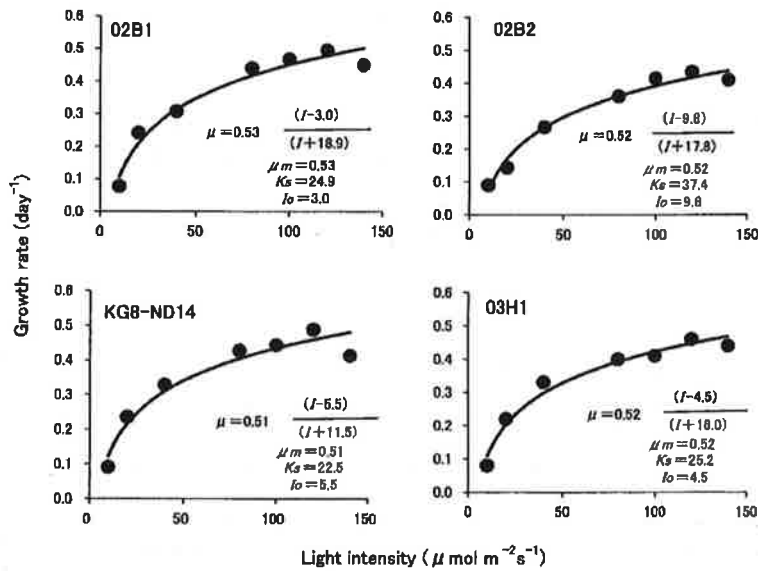 02B1
02B2
0.6
0.5
0.4
0.3
0.2
0.1
0.0
0 50 100 150
μ=0.53 (I-3.0)
(I+18.9)
μm=0.53
Ks=24.9
Io=3.0
0.6
0.5
0.4
0.3
0.2
0.1
0.0
0 50 100 150
μ=0.52 (I-9.8)
(I+17.8)
μm=0.52
Ks=37.4
Io=9.8
Growth rate (day⁻¹)
KG8-ND14
03H1
0.6
0.5
0.4
0.3
0.2
0.1
0.0
0 50 100 150
μ=0.51 (I-5.5)
(I+11.5)
μm=0.51
Ks=22.5
Io=5.5
0.6
0.5
0.4
0.3
0.2
0.1
0.0
0 50 100 150
μ=0.52 (I-4.5)
(I+16.0)
μm=0.52
Ks=25.2
Io=4.5
Light intensity (μ mol m⁻²s⁻¹)